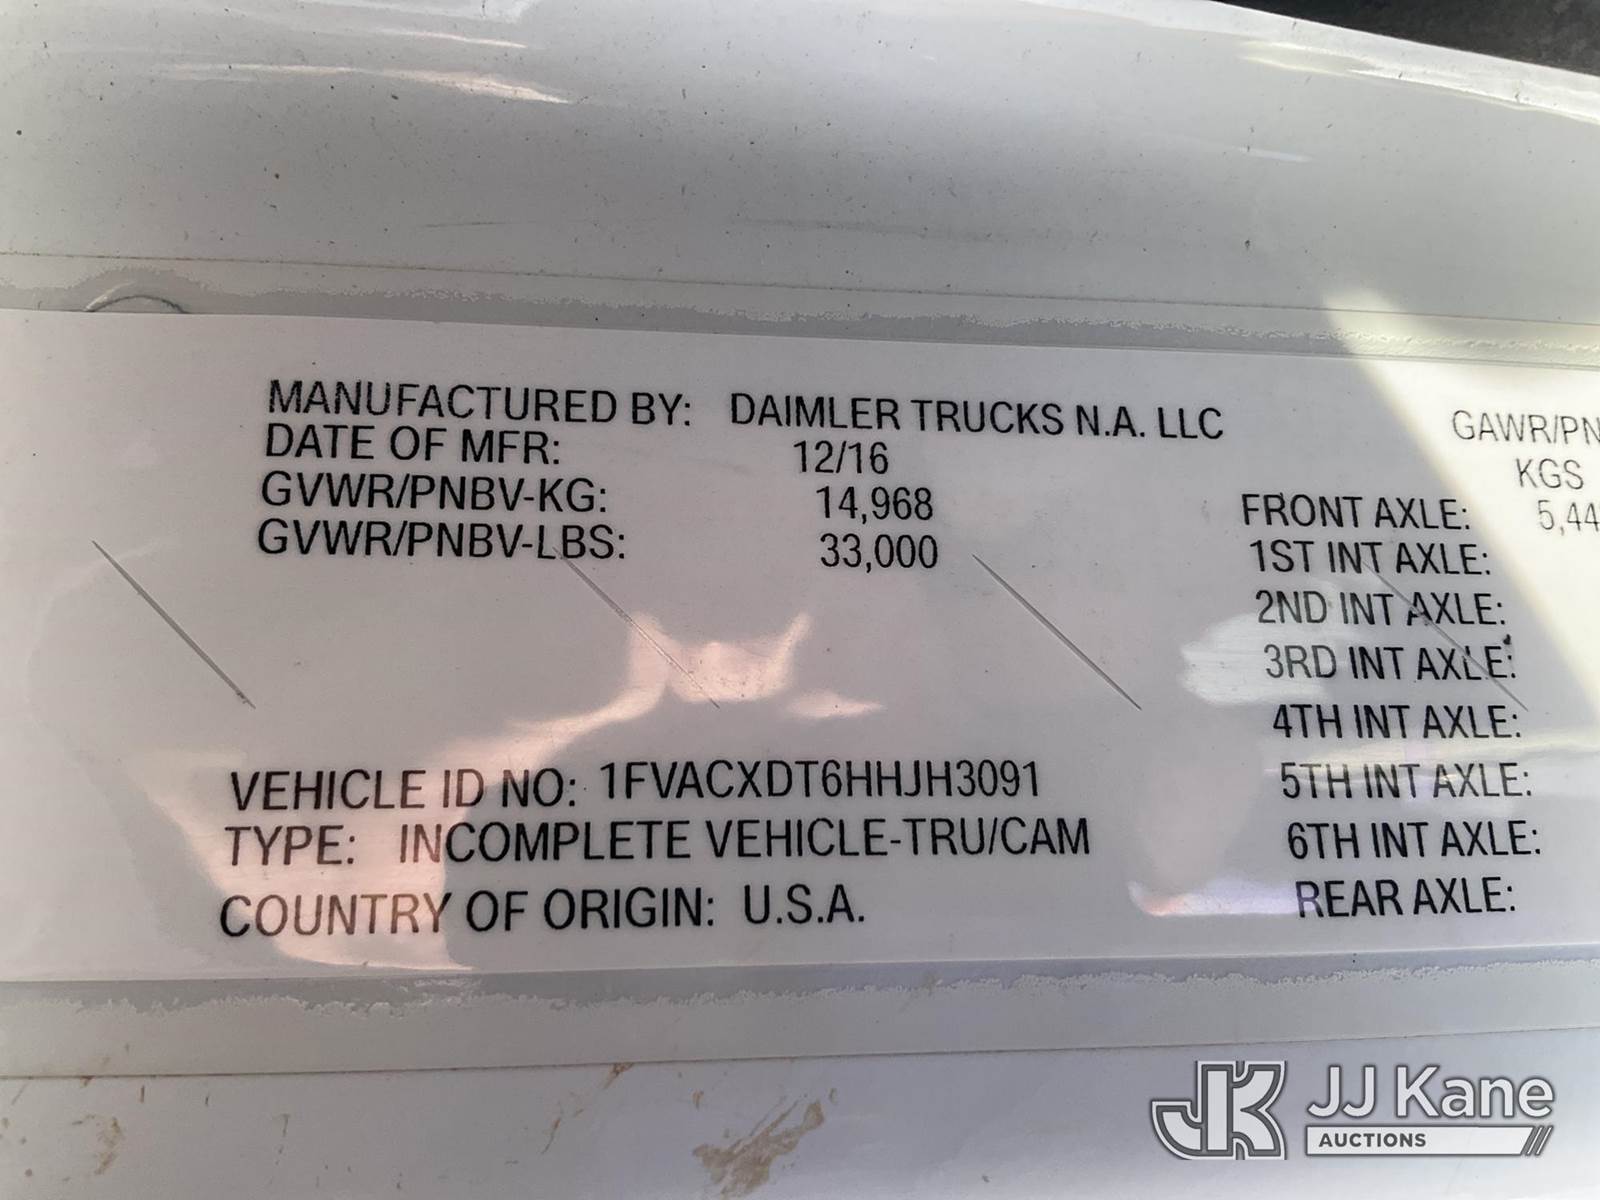 MANUFACTURED BY: DAIMLER TRUCKS N.A. LLC
DATE OF MFR: 12/16
GVWR/PNBV-KG: 14,968
GVWR/PNBV-LBS: 33,000
VEHICLE ID NO: 1FVACXDT6HHJH3091
TYPE: INCOMPLETE VEHICLE-TRU/CAM
COUNTRY OF ORIGIN: U.S.A.
GAWR/PN
KGS
FRONT AXLE: 5,44
1ST INT AXLE:
2ND INT AXLE:
3RD INT AXLE:
4TH INT AXLE:
5TH INT AXLE:
6TH INT AXLE:
REAR AXLE:
JK JJ Kane
AUCTIONS